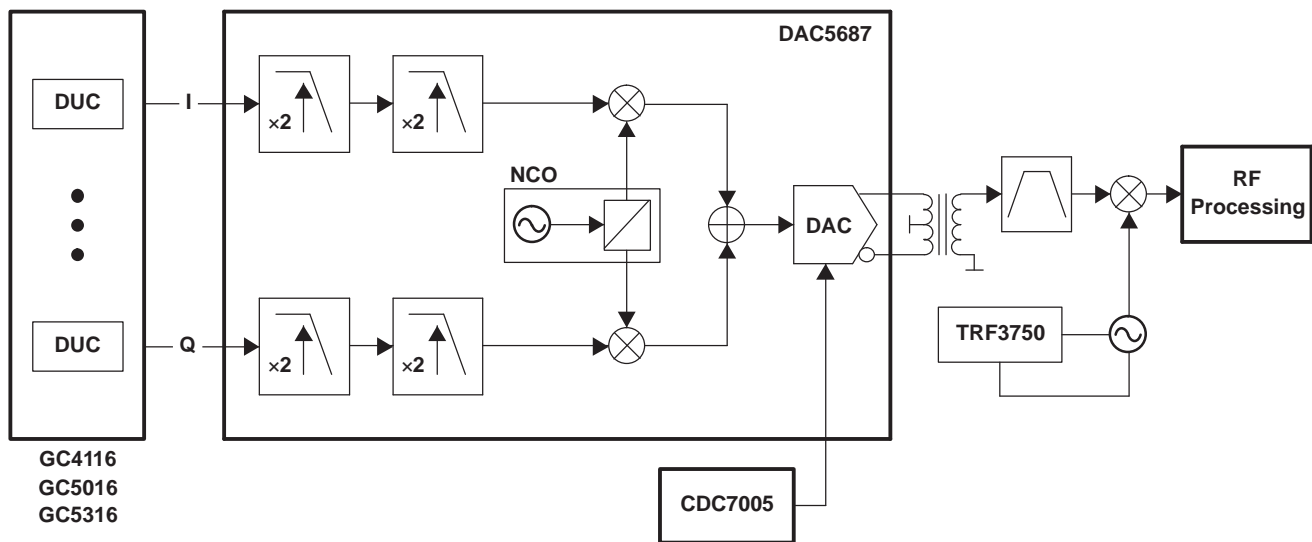 DAC5687
DUC
I
×2
×2
NCO
DAC
RF
Processing
DUC
Q
×2
×2
TRF3750
GC4116
GC5016
GC5316
CDC7005